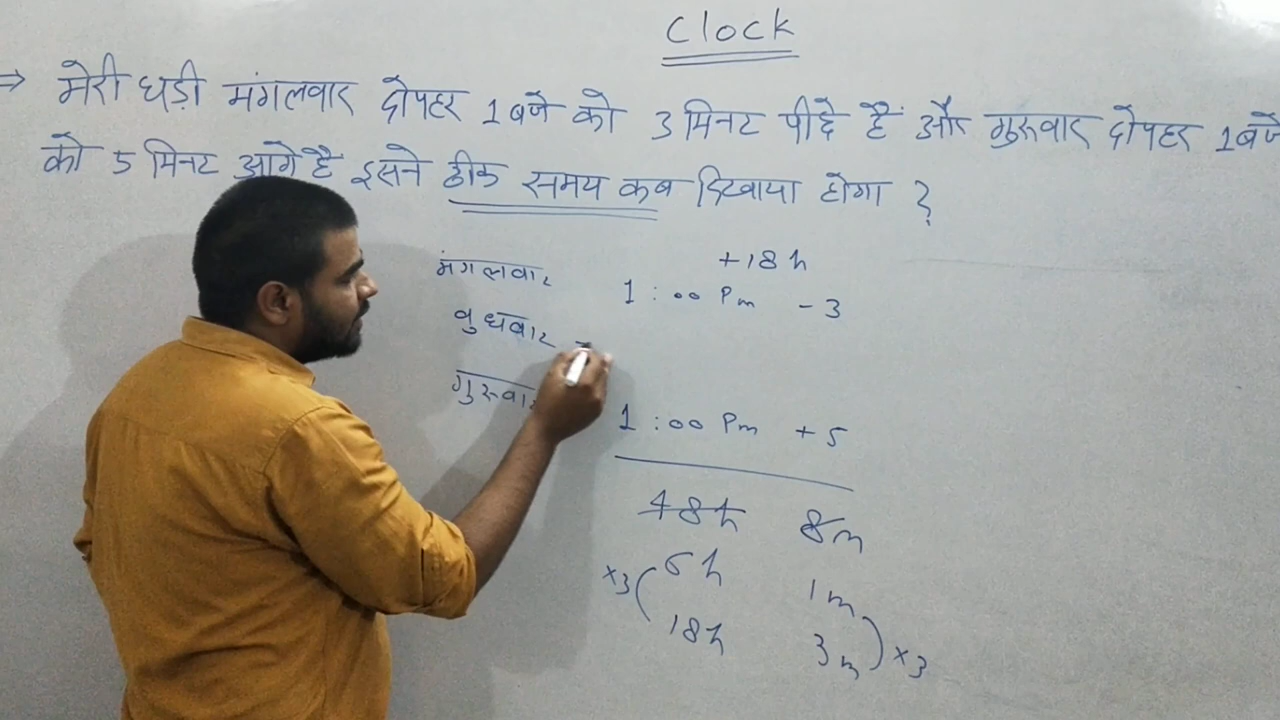 Clock
⇒ मेरी घड़ी मंगलवार दोपहर 1 बजे को 3 मिनट पीछे है और गुरूवार दोपहर 1 बजे
को 5 मिनट आगे है इसने ठीक समय कब दिखाया होगा ?
+18h
मंगलवार 1:00 Pm -3
बुधवार
गुरूवार 1:00 Pm +5
48h 8m
×3 ( 6h 1m
18h 3m ) ×3